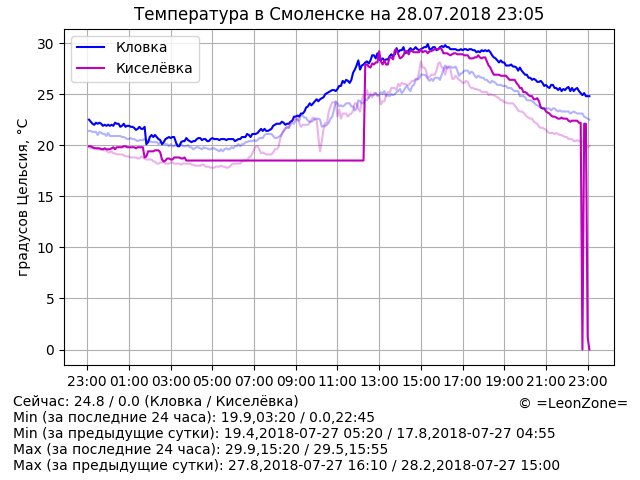 Температура в Смоленске на 28.07.2018 23:05
Кловка
Киселёвка
градусов Цельсия, °C
30
25
20
15
10
5
0
23:00 01:00 03:00 05:00 07:00 09:00 11:00 13:00 15:00 17:00 19:00 21:00 23:00
Сейчас: 24.8 / 0.0 (Кловка / Киселёвка)
© =LeonZone=
Min (за последние 24 часа): 19.9,03:20 / 0.0,22:45
Min (за предыдущие сутки): 19.4,2018-07-27 05:20 / 17.8,2018-07-27 04:55
Max (за последние 24 часа): 29.9,15:20 / 29.5,15:55
Max (за предыдущие сутки): 27.8,2018-07-27 16:10 / 28.2,2018-07-27 15:00